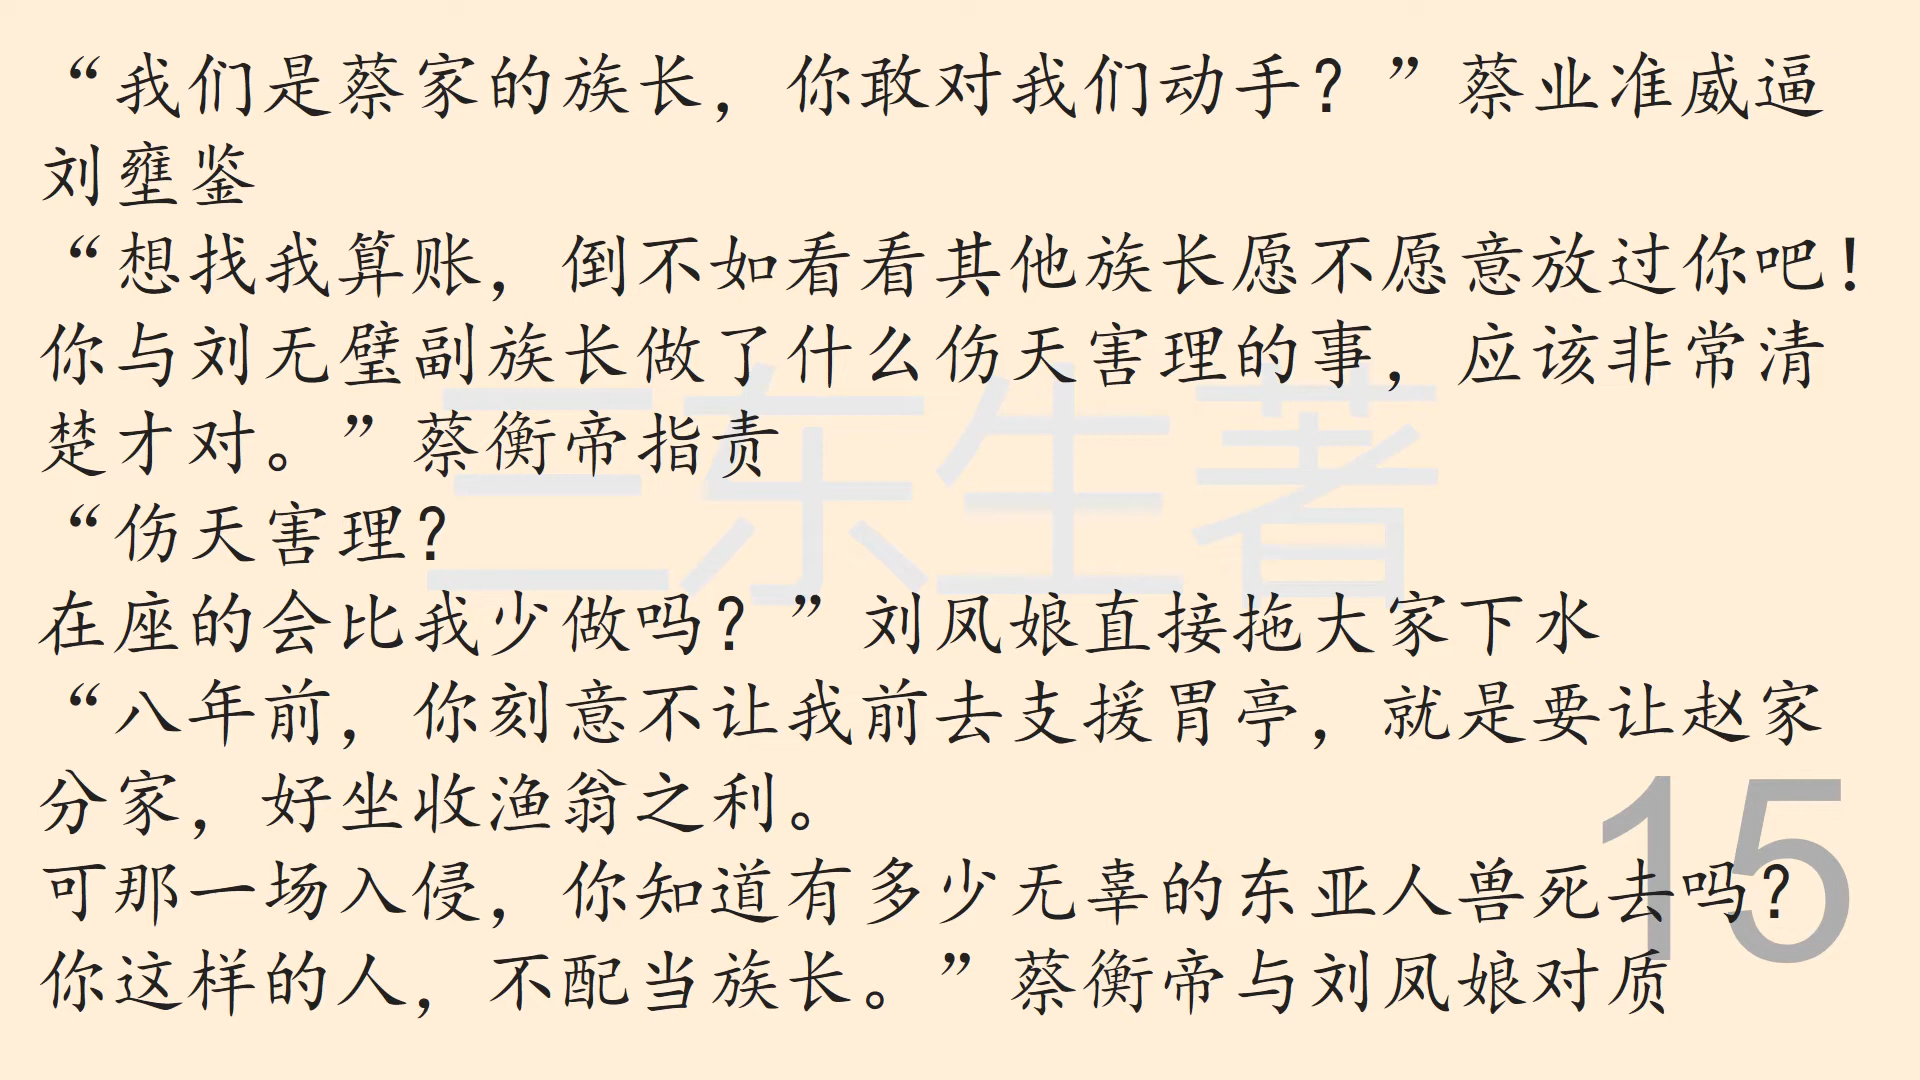 “我们是蔡家的族长，你敢对我们动手？”蔡业准威逼
刘壅鉴
“想找我算账，倒不如看看其他族长愿不愿意放过你吧！
你与刘无璧副族长做了什么伤天害理的事，应该非常清
楚才对。”蔡衡帝指责
“伤天害理？
在座的会比我少做吗？”刘凤娘直接拖大家下水
“八年前，你刻意不让我前去支援胃亭，就是要让赵家
分家，好坐收渔翁之利。
可那一场入侵，你知道有多少无辜的东亚人兽死去吗？
你这样的人，不配当族长。”蔡衡帝与刘凤娘对质
三东生著
15